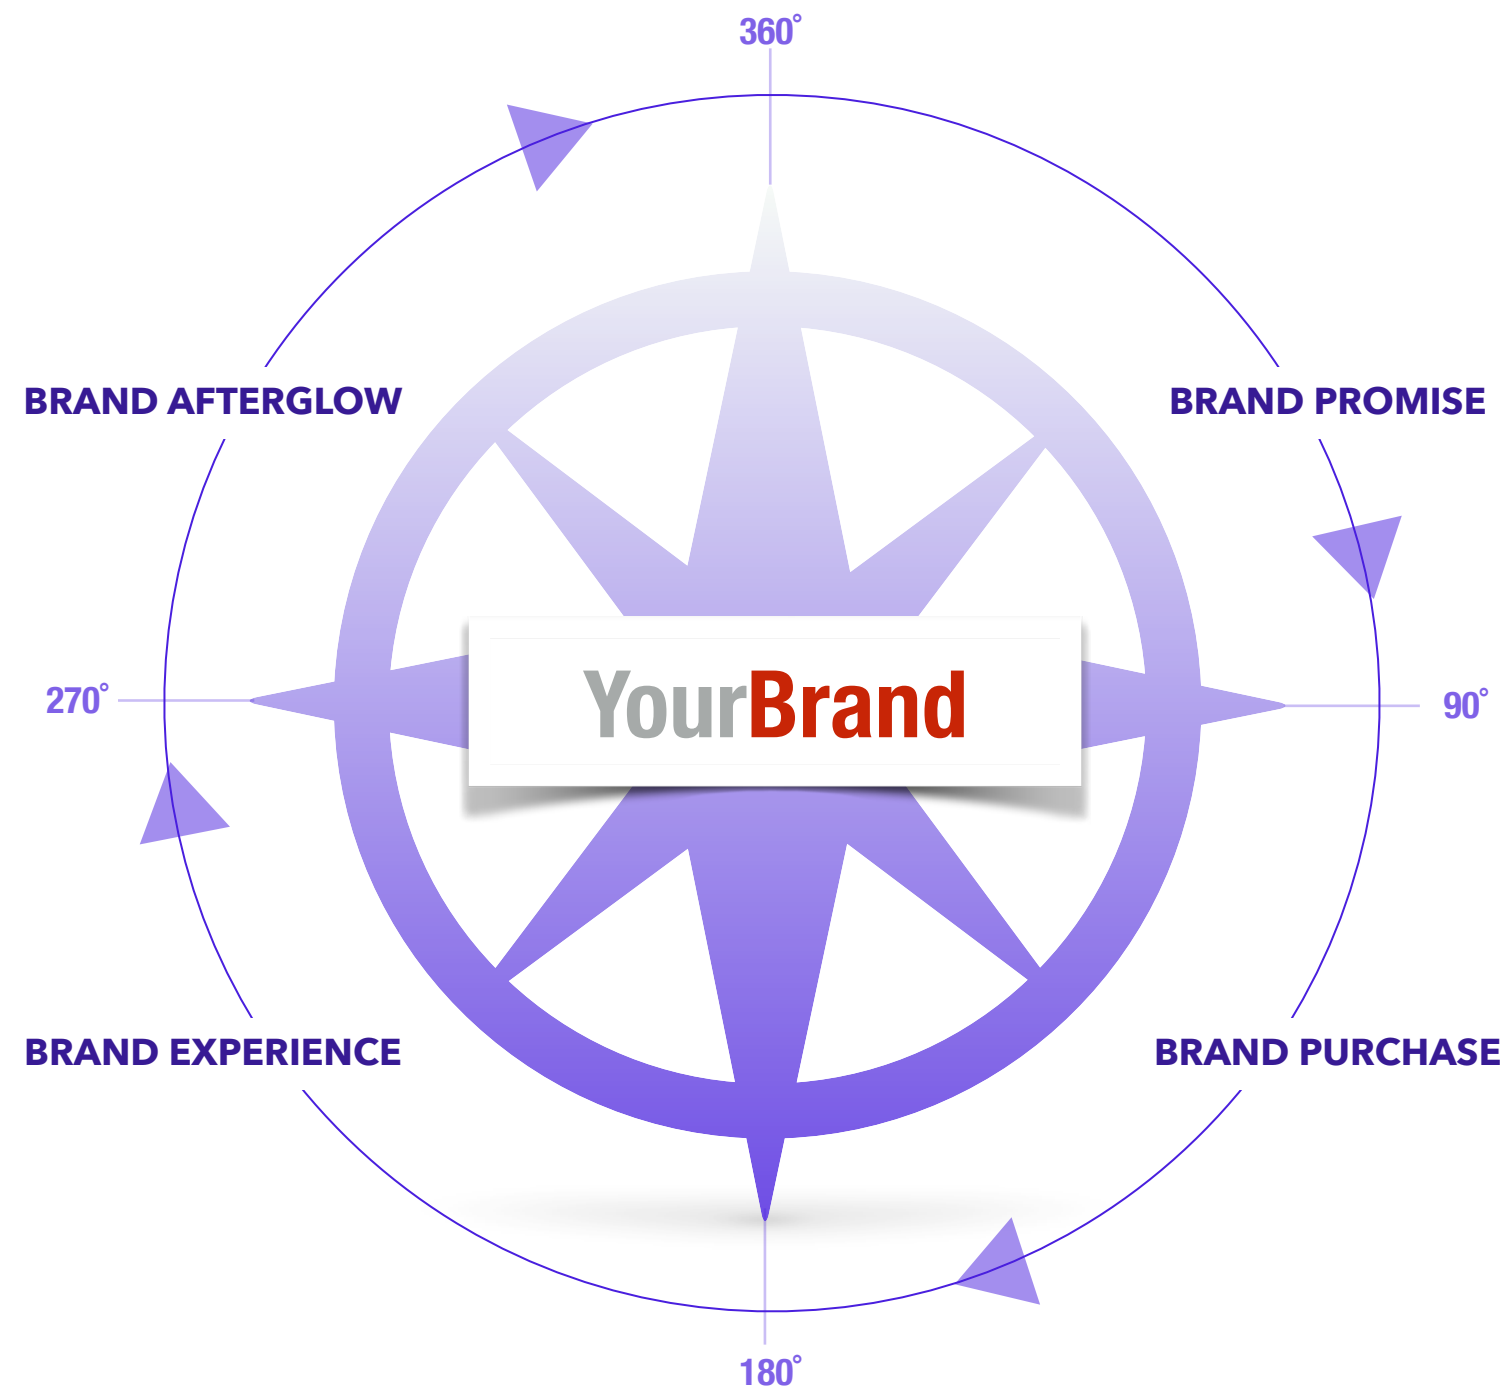 360°
BRAND AFTERGLOW
BRAND PROMISE
YourBrand
270°
90°
BRAND EXPERIENCE
BRAND PURCHASE
180°